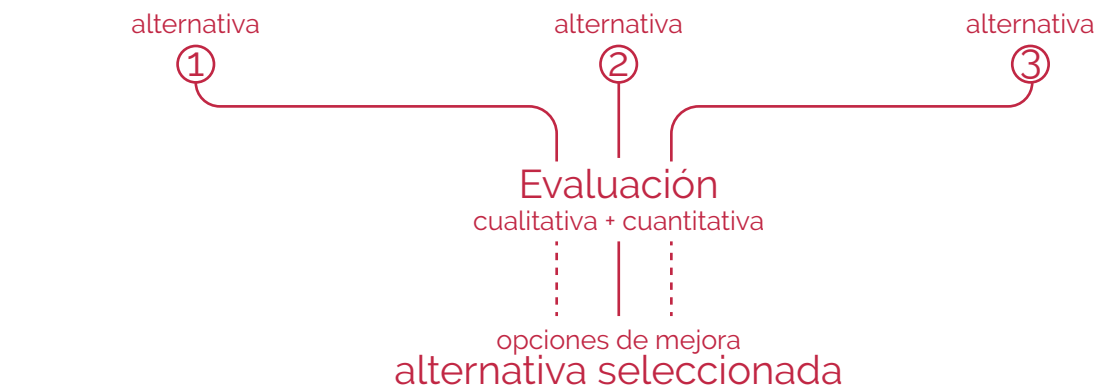 alternativa alternativa alternativa
1 2 3
Evaluación
cualitativa + cuantitativa
opciones de mejora
alternativa seleccionada